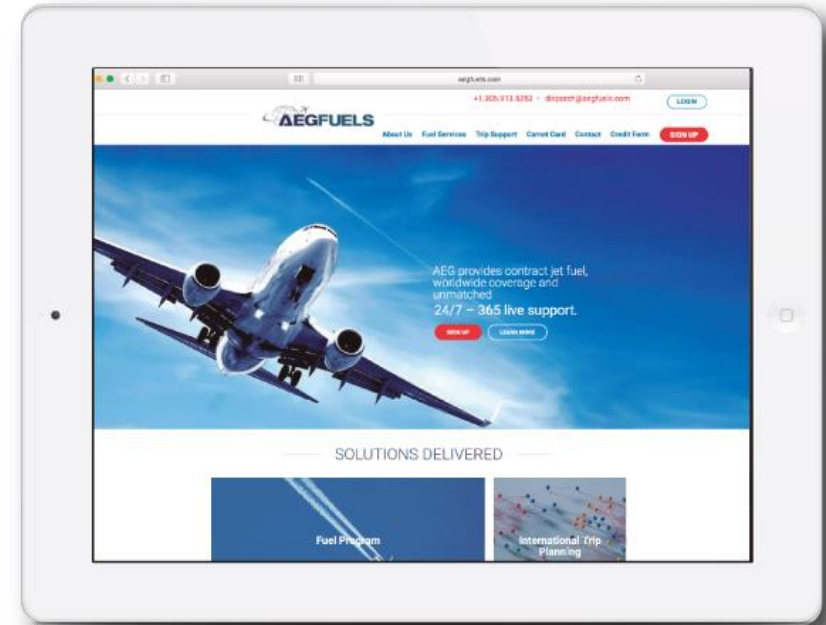 aegfuels.com
+1.305.913.5253 - dispatch@aegfuels.com
LOGIN
AEGFUELS
About Us Fuel Services Trip Support Carnet Card Contact Credit Form SIGN UP
AEG provides contract jet fuel,
worldwide coverage and
unmatched
24/7 – 365 live support.
SIGN UP LEARN MORE
SOLUTIONS DELIVERED
Fuel Program
International Trip
Planning